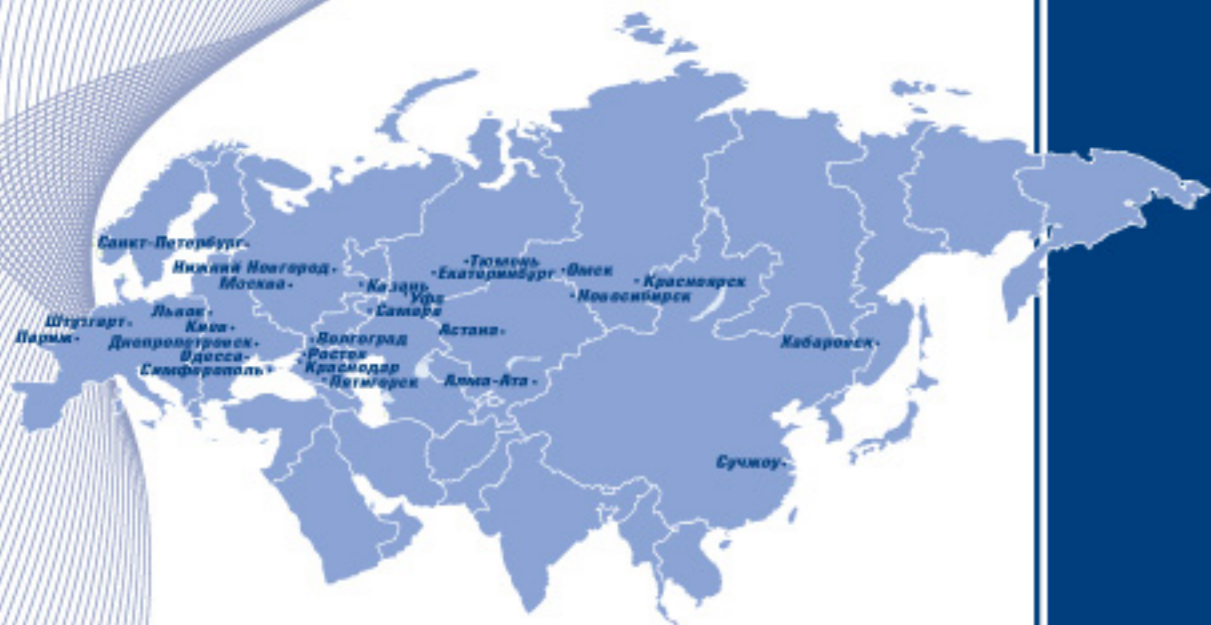 Санкт-Петербург
Тюмень
Нижний Новгород
Екатеринбург
Омск
Москва
Казань
Красноярск
Уфа
Новосибирск
Львов
Самара
Штутгарт
Киев
Астана
Париж
Днепропетровск
Волгоград
Хабаровск
Одесса
Ростов
Симферополь
Краснодар
Пятигорск
Алма-Ата
Сучжоу